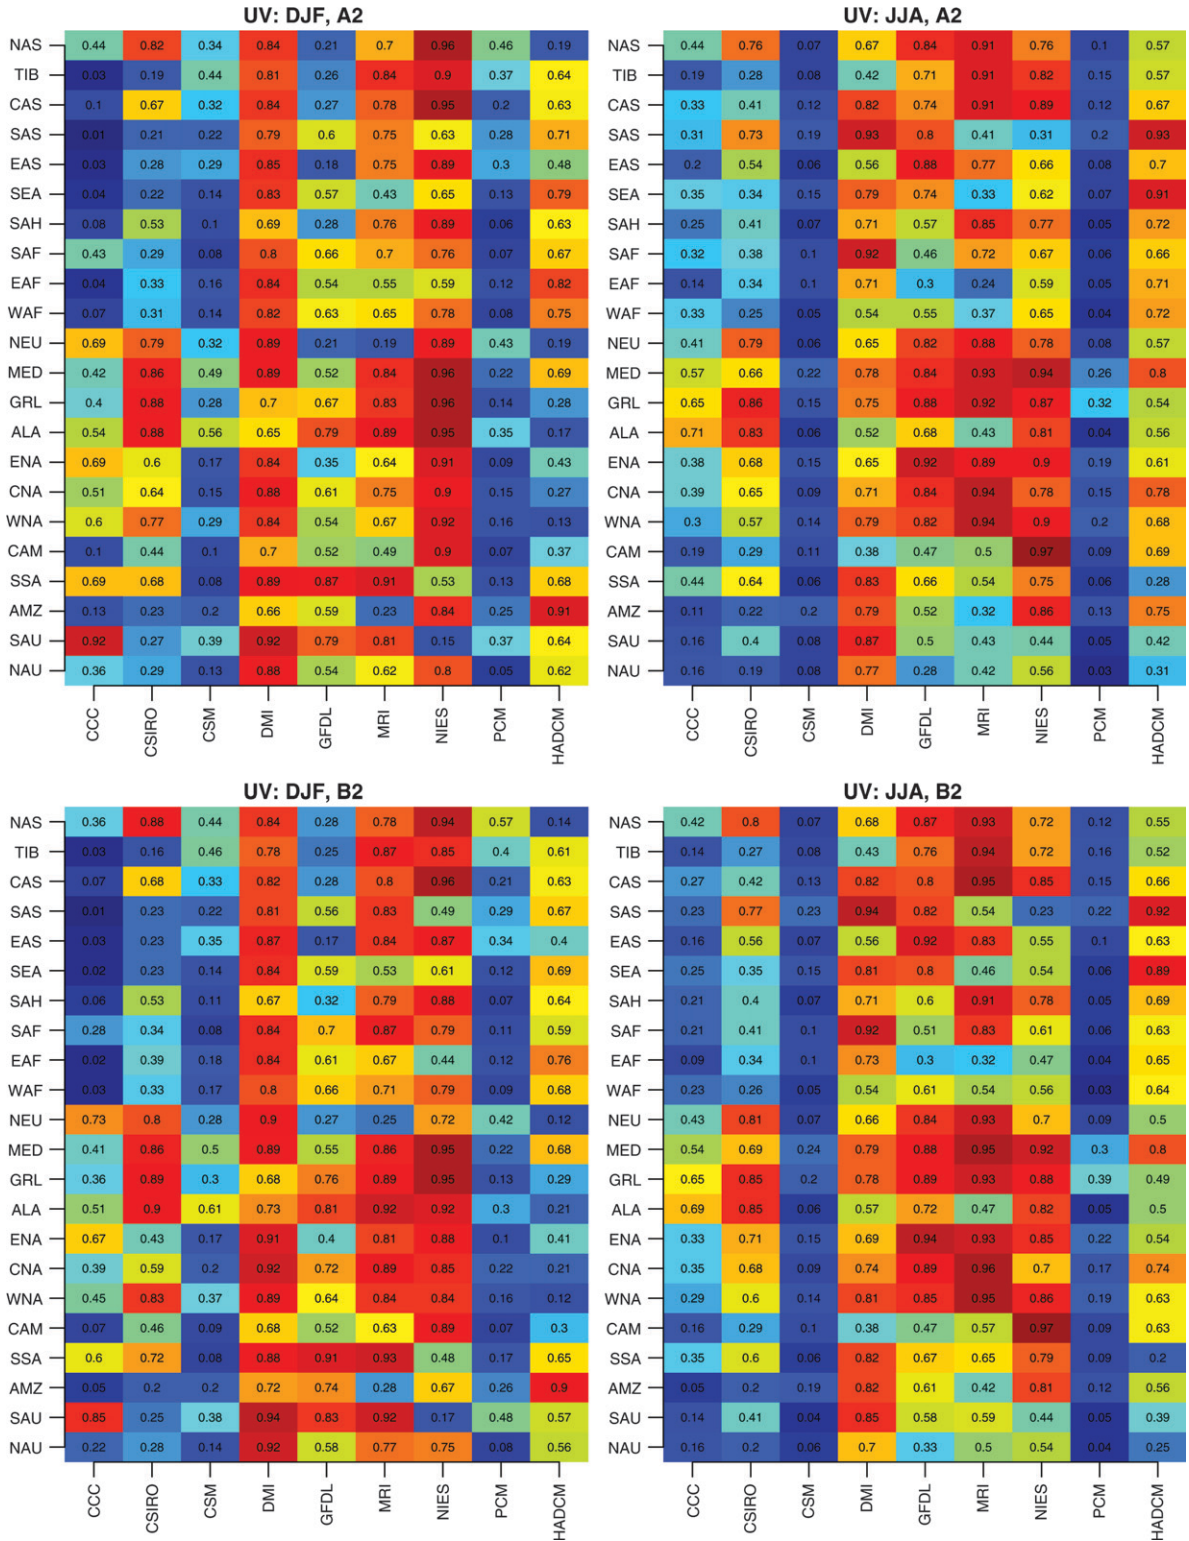 UV: DJF, A2
NAS 0.44 0.82 0.34 0.84 0.21 0.7 0.96 0.46 0.19
TIB 0.03 0.19 0.44 0.81 0.26 0.84 0.9 0.37 0.64
CAS 0.1 0.67 0.32 0.84 0.27 0.78 0.95 0.2 0.63
SAS 0.01 0.21 0.22 0.79 0.6 0.75 0.63 0.28 0.71
EAS 0.03 0.28 0.29 0.85 0.18 0.75 0.89 0.3 0.48
SEA 0.04 0.22 0.14 0.83 0.57 0.43 0.65 0.13 0.79
SAH 0.08 0.53 0.1 0.69 0.28 0.76 0.89 0.06 0.63
SAF 0.43 0.29 0.08 0.8 0.66 0.7 0.76 0.07 0.67
EAF 0.04 0.33 0.16 0.84 0.54 0.55 0.59 0.12 0.82
WAF 0.07 0.31 0.14 0.82 0.63 0.65 0.78 0.08 0.75
NEU 0.69 0.79 0.32 0.89 0.21 0.19 0.89 0.43 0.19
MED 0.42 0.86 0.49 0.89 0.52 0.84 0.96 0.22 0.69
GRL 0.4 0.88 0.28 0.7 0.67 0.83 0.96 0.14 0.28
ALA 0.54 0.88 0.56 0.65 0.79 0.89 0.95 0.35 0.17
ENA 0.69 0.6 0.17 0.84 0.35 0.64 0.91 0.09 0.43
CNA 0.51 0.64 0.15 0.88 0.61 0.75 0.9 0.15 0.27
WNA 0.6 0.77 0.29 0.84 0.54 0.67 0.92 0.16 0.13
CAM 0.1 0.44 0.1 0.7 0.52 0.49 0.9 0.07 0.37
SSA 0.69 0.68 0.08 0.89 0.87 0.91 0.53 0.13 0.68
AMZ 0.13 0.23 0.2 0.66 0.59 0.23 0.84 0.25 0.91
SAU 0.92 0.27 0.39 0.92 0.79 0.81 0.15 0.37 0.64
NAU 0.36 0.29 0.13 0.88 0.54 0.62 0.8 0.05 0.62
CCC CSIRO CSM DMI GFDL MRI NIES PCM HADCM
UV: JJA, A2
NAS 0.44 0.76 0.07 0.67 0.84 0.91 0.76 0.1 0.57
TIB 0.19 0.28 0.08 0.42 0.71 0.91 0.82 0.15 0.57
CAS 0.33 0.41 0.12 0.82 0.74 0.91 0.89 0.12 0.67
SAS 0.31 0.73 0.19 0.93 0.8 0.41 0.31 0.2 0.93
EAS 0.2 0.54 0.06 0.56 0.88 0.77 0.66 0.08 0.7
SEA 0.35 0.34 0.15 0.79 0.74 0.33 0.62 0.07 0.91
SAH 0.25 0.41 0.07 0.71 0.57 0.85 0.77 0.05 0.72
SAF 0.32 0.38 0.1 0.92 0.46 0.72 0.67 0.06 0.66
EAF 0.14 0.34 0.1 0.71 0.3 0.24 0.59 0.05 0.71
WAF 0.33 0.25 0.05 0.54 0.55 0.37 0.65 0.04 0.72
NEU 0.41 0.79 0.06 0.65 0.82 0.88 0.78 0.08 0.57
MED 0.57 0.66 0.22 0.78 0.84 0.93 0.94 0.26 0.8
GRL 0.65 0.86 0.15 0.75 0.88 0.92 0.87 0.32 0.54
ALA 0.71 0.83 0.06 0.52 0.68 0.43 0.81 0.04 0.56
ENA 0.38 0.68 0.15 0.65 0.92 0.89 0.9 0.19 0.61
CNA 0.39 0.65 0.09 0.71 0.84 0.94 0.78 0.15 0.78
WNA 0.3 0.57 0.14 0.79 0.82 0.94 0.9 0.2 0.68
CAM 0.19 0.29 0.11 0.38 0.47 0.5 0.97 0.09 0.69
SSA 0.44 0.64 0.06 0.83 0.66 0.54 0.75 0.06 0.28
AMZ 0.11 0.22 0.2 0.79 0.52 0.32 0.86 0.13 0.75
SAU 0.16 0.4 0.08 0.87 0.5 0.43 0.44 0.05 0.42
NAU 0.16 0.19 0.08 0.77 0.28 0.42 0.56 0.03 0.31
CCC CSIRO CSM DMI GFDL MRI NIES PCM HADCM
UV: DJF, B2
NAS 0.36 0.88 0.44 0.84 0.28 0.78 0.94 0.57 0.14
TIB 0.03 0.16 0.46 0.78 0.25 0.87 0.85 0.4 0.61
CAS 0.07 0.68 0.33 0.82 0.28 0.8 0.96 0.21 0.63
SAS 0.01 0.23 0.22 0.81 0.56 0.83 0.49 0.29 0.67
EAS 0.03 0.23 0.35 0.87 0.17 0.84 0.87 0.34 0.4
SEA 0.02 0.23 0.14 0.84 0.59 0.53 0.61 0.12 0.69
SAH 0.06 0.53 0.11 0.67 0.32 0.79 0.88 0.07 0.64
SAF 0.28 0.34 0.08 0.84 0.7 0.87 0.79 0.11 0.59
EAF 0.02 0.39 0.18 0.84 0.61 0.67 0.44 0.12 0.76
WAF 0.03 0.33 0.17 0.8 0.66 0.71 0.79 0.09 0.68
NEU 0.73 0.8 0.28 0.9 0.27 0.25 0.72 0.42 0.12
MED 0.41 0.86 0.5 0.89 0.55 0.86 0.95 0.22 0.68
GRL 0.36 0.89 0.3 0.68 0.76 0.89 0.95 0.13 0.29
ALA 0.51 0.9 0.61 0.73 0.81 0.92 0.92 0.3 0.21
ENA 0.67 0.43 0.17 0.91 0.4 0.81 0.88 0.1 0.41
CNA 0.39 0.59 0.2 0.92 0.72 0.89 0.85 0.22 0.21
WNA 0.45 0.83 0.37 0.89 0.64 0.84 0.84 0.16 0.12
CAM 0.07 0.46 0.09 0.68 0.52 0.63 0.89 0.07 0.3
SSA 0.6 0.72 0.08 0.88 0.91 0.93 0.48 0.17 0.65
AMZ 0.05 0.2 0.2 0.72 0.74 0.28 0.67 0.26 0.9
SAU 0.85 0.25 0.38 0.94 0.83 0.92 0.17 0.48 0.57
NAU 0.22 0.28 0.14 0.92 0.58 0.77 0.75 0.08 0.56
CCC CSIRO CSM DMI GFDL MRI NIES PCM HADCM
UV: JJA, B2
NAS 0.42 0.8 0.07 0.68 0.87 0.93 0.72 0.12 0.55
TIB 0.14 0.27 0.08 0.43 0.76 0.94 0.72 0.16 0.52
CAS 0.27 0.42 0.13 0.82 0.8 0.95 0.85 0.15 0.66
SAS 0.23 0.77 0.23 0.94 0.82 0.54 0.23 0.22 0.92
EAS 0.16 0.56 0.07 0.56 0.92 0.83 0.55 0.1 0.63
SEA 0.25 0.35 0.15 0.81 0.8 0.46 0.54 0.06 0.89
SAH 0.21 0.4 0.07 0.71 0.6 0.91 0.78 0.05 0.69
SAF 0.21 0.41 0.1 0.92 0.51 0.83 0.61 0.06 0.63
EAF 0.09 0.34 0.1 0.73 0.3 0.32 0.47 0.04 0.65
WAF 0.23 0.26 0.05 0.54 0.61 0.54 0.56 0.03 0.64
NEU 0.43 0.81 0.07 0.66 0.84 0.93 0.7 0.09 0.5
MED 0.54 0.69 0.24 0.79 0.88 0.95 0.92 0.3 0.8
GRL 0.65 0.85 0.2 0.78 0.89 0.93 0.88 0.39 0.49
ALA 0.69 0.85 0.06 0.57 0.72 0.47 0.82 0.05 0.5
ENA 0.33 0.71 0.15 0.69 0.94 0.93 0.85 0.22 0.54
CNA 0.35 0.68 0.09 0.74 0.89 0.96 0.7 0.17 0.74
WNA 0.29 0.6 0.14 0.81 0.85 0.95 0.86 0.19 0.63
CAM 0.16 0.29 0.1 0.38 0.47 0.57 0.97 0.09 0.63
SSA 0.35 0.6 0.06 0.82 0.67 0.65 0.79 0.09 0.2
AMZ 0.05 0.2 0.19 0.82 0.61 0.42 0.81 0.12 0.56
SAU 0.14 0.41 0.04 0.85 0.58 0.59 0.44 0.05 0.39
NAU 0.16 0.2 0.06 0.7 0.33 0.5 0.54 0.04 0.25
CCC CSIRO CSM DMI GFDL MRI NIES PCM HADCM